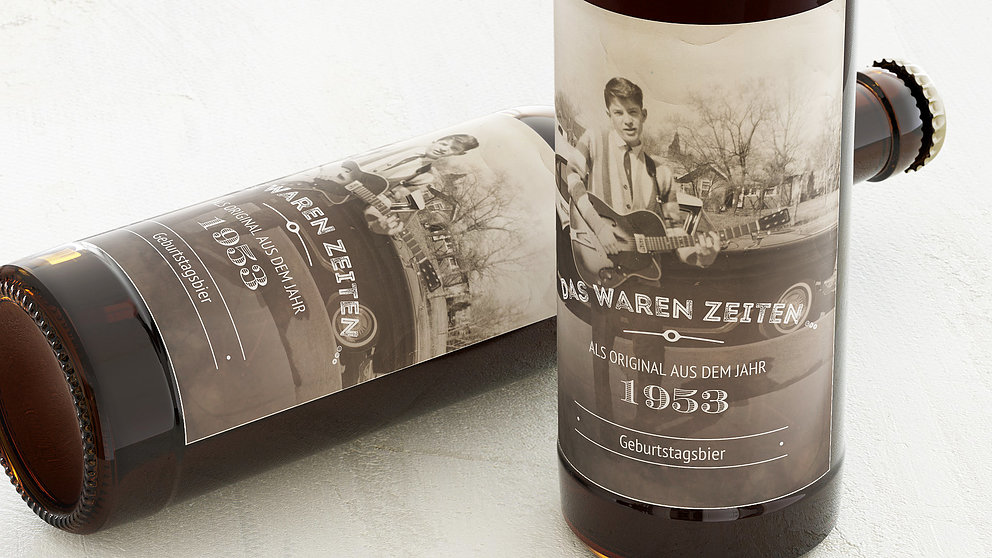 DAS WAREN ZEITEN...
ALS ORIGINAL AUS DEM JAHR
1953
Geburtstagsbier
WAREN ZEITEN...
ORIGINAL AUS DEM JAHR
1953
Geburtstagsbier